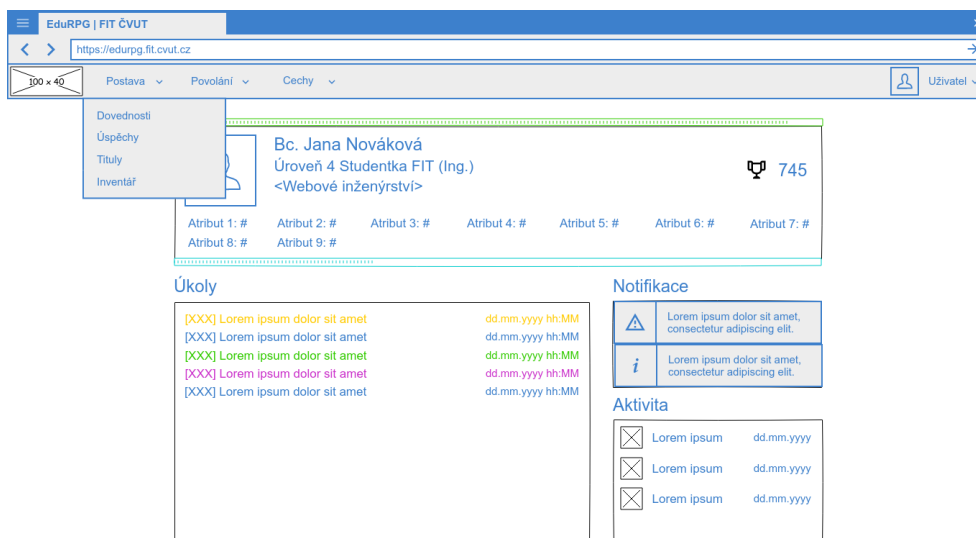 EduRPG | FIT ČVUT
https://edurpg.fit.cvut.cz
100 × 40
Postava
Povolání
Cechy
Uživatel
Dovednosti
Úspěchy
Tituly
Inventář
Bc. Jana Nováková
Úroveň 4 Studentka FIT (Ing.)
<Webové inženýrství>
745
Atribut 1: # Atribut 2: # Atribut 3: # Atribut 4: # Atribut 5: # Atribut 6: # Atribut 7: #
Atribut 8: # Atribut 9: #
Úkoly
[XXX] Lorem ipsum dolor sit amet dd.mm.yyyy hh:MM
[XXX] Lorem ipsum dolor sit amet dd.mm.yyyy hh:MM
[XXX] Lorem ipsum dolor sit amet dd.mm.yyyy hh:MM
[XXX] Lorem ipsum dolor sit amet dd.mm.yyyy hh:MM
[XXX] Lorem ipsum dolor sit amet dd.mm.yyyy hh:MM
Notifikace
Lorem ipsum dolor sit amet,
consectetur adipiscing elit.
i
Lorem ipsum dolor sit amet,
consectetur adipiscing elit.
Aktivita
Lorem ipsum dd.mm.yyyy
Lorem ipsum dd.mm.yyyy
Lorem ipsum dd.mm.yyyy